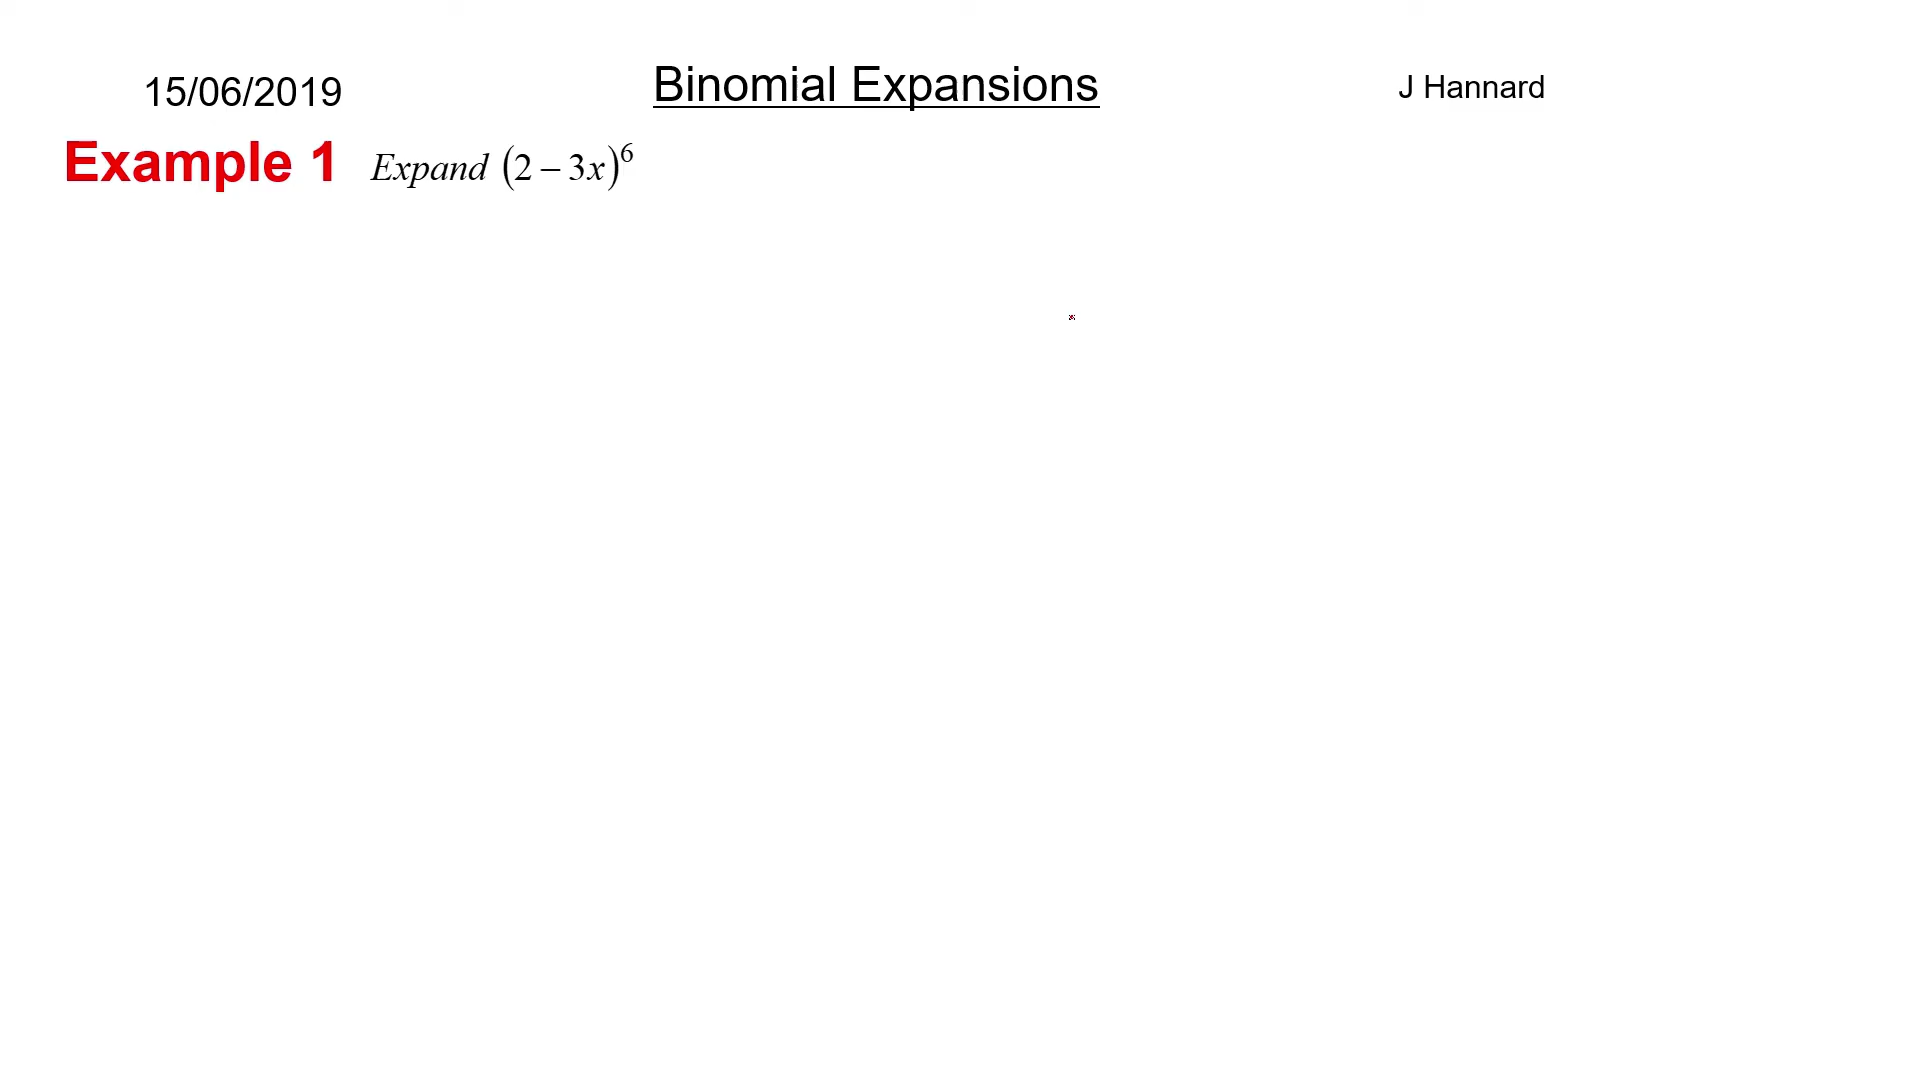 15/06/2019 Binomial Expansions J Hannard
Example 1 Expand (2 − 3x)⁶